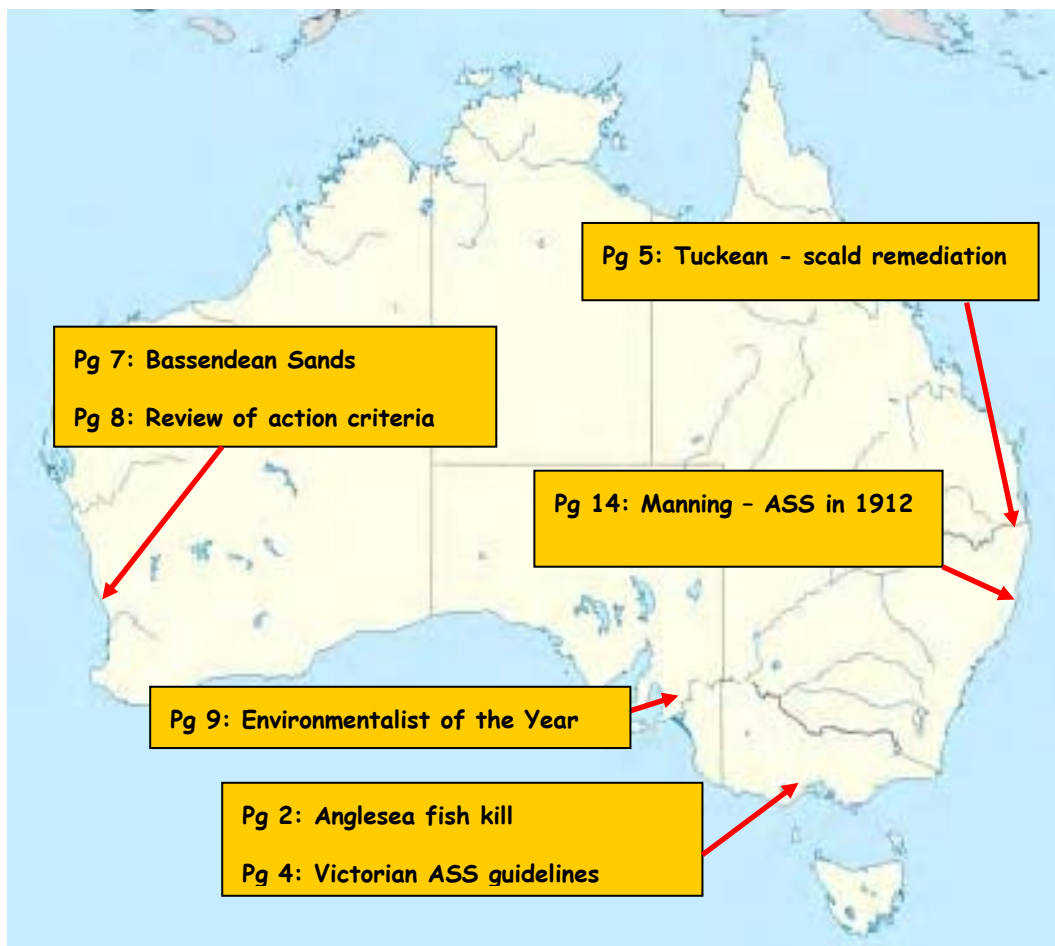 Pg 5: Tuckean - scald remediation
Pg 7: Bassendean Sands
Pg 8: Review of action criteria
Pg 14: Manning – ASS in 1912
Pg 9: Environmentalist of the Year
Pg 2: Anglesea fish kill
Pg 4: Victorian ASS guidelines